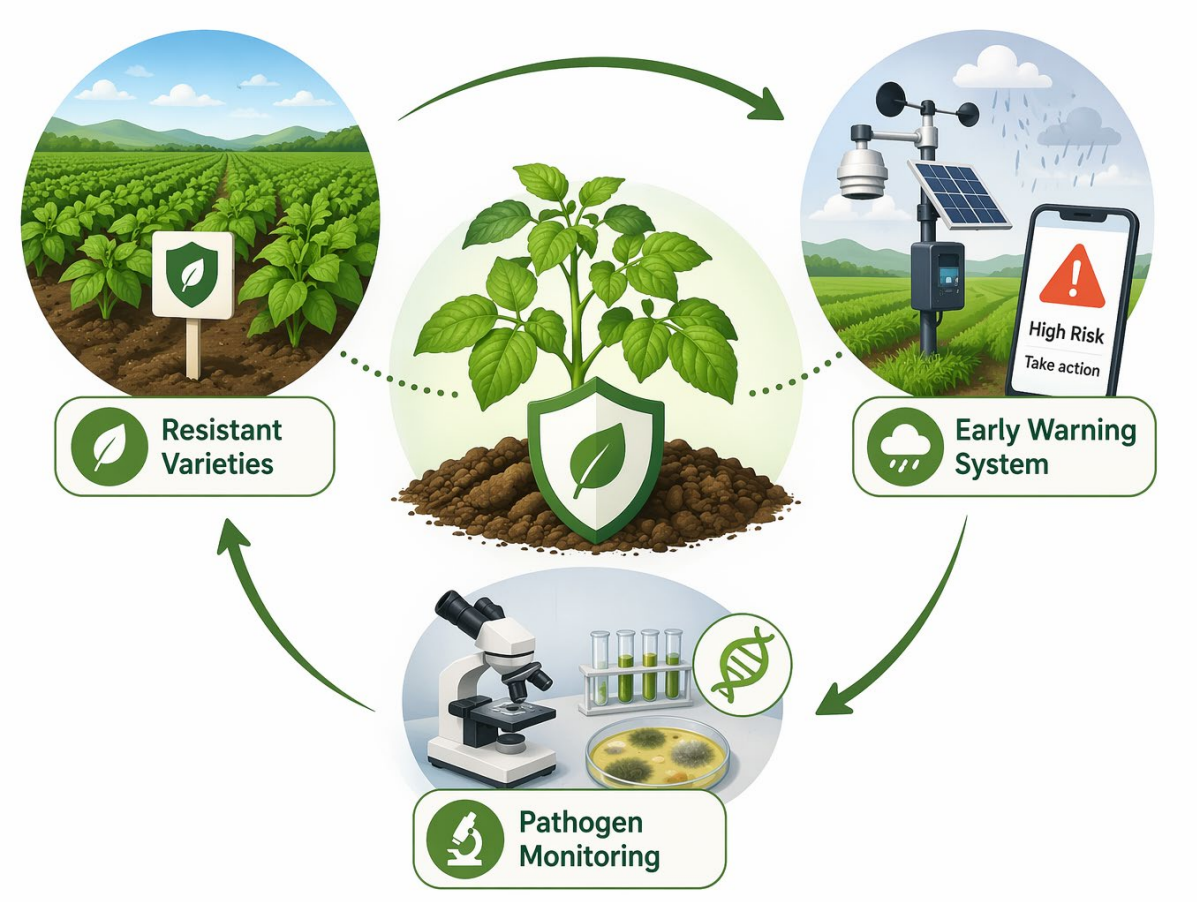 High Risk
Take action
Resistant
Varieties
Early Warning
System
Pathogen
Monitoring